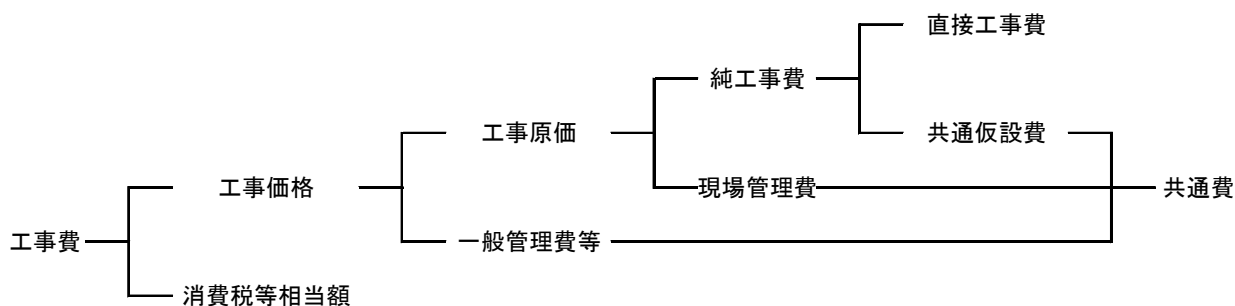 直接工事費
純工事費
工事原価
共通仮設費
工事価格
現場管理費
共通費
工事費
一般管理費等
消費税等相当額